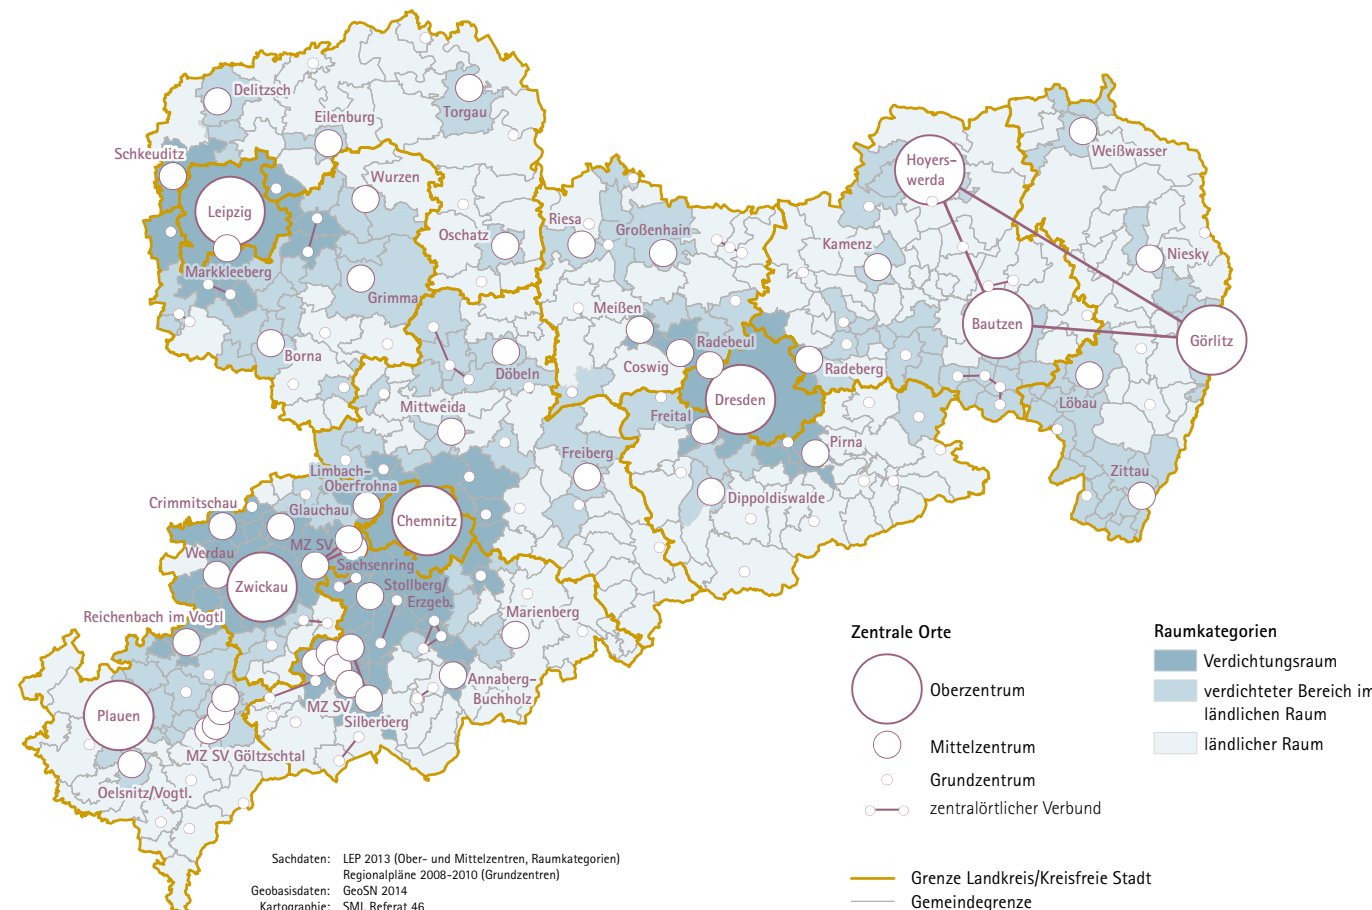 Delitzsch
Torgau
Eilenburg
Schkeuditz
Wurzen
Leipzig
Oschatz
Markkleeberg
Grimma
Borna
Döbeln
Mittweida
Riesa
Großenhain
Meißen
Radebeul
Coswig
Dresden
Radeberg
Freital
Pirna
Dippoldiswalde
Freiberg
Hoyers-
werda
Weißwasser
Kamenz
Niesky
Bautzen
Görlitz
Löbau
Zittau
Limbach-
Oberfrohna
Crimmitschau
Glauchau
Chemnitz
Werdau
MZ SV
Sachsenring
Zwickau
Stollberg/
Erzgeb.
Reichenbach im Vogtl
Marienberg
Annaberg-
Buchholz
Plauen
MZ SV
Silberberg
MZ SV Göltzschtal
Oelsnitz/Vogtl.
Zentrale Orte
Oberzentrum
Mittelzentrum
Grundzentrum
zentralörtlicher Verbund
Raumkategorien
Verdichtungsraum
verdichteter Bereich im
ländlichen Raum
ländlicher Raum
Grenze Landkreis/Kreisfreie Stadt
Gemeindegrenze
Sachdaten: LEP 2013 (Ober- und Mittelzentren, Raumkategorien)
Regionalpläne 2008-2010 (Grundzentren)
Geobasisdaten: GeoSN 2014
Kartographie: SMI, Referat 46